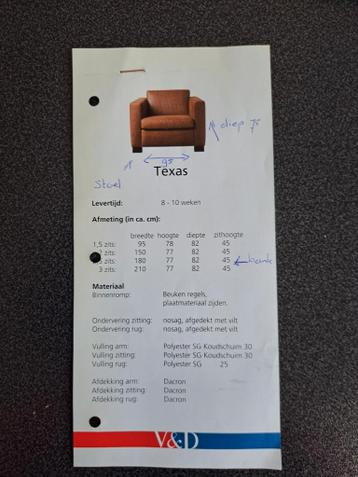 diep 75
95
Texas
Stoel
Levertijd: 8 - 10 weken
Afmeting (in ca. cm):
breedte hoogte diepte zithoogte
1,5 zits: 95 78 82 45
zits: 150 77 82 45
zits: 180 77 82 45 bank
3 zits: 210 77 82 45
Materiaal
Binnenromp: Beuken regels,
plaatmateriaal zijden.
Ondervering zitting: nosag, afgedekt met vilt
Ondervering rug: nosag, afgedekt met vilt
Vulling arm: Polyester SG Koudschuim 30
Vulling zitting: Polyester SG Koudschuim 30
Vulling rug: Polyester SG 25
Afdekking arm: Dacron
Afdekking zitting: Dacron
Afdekking rug: Dacron
V&D